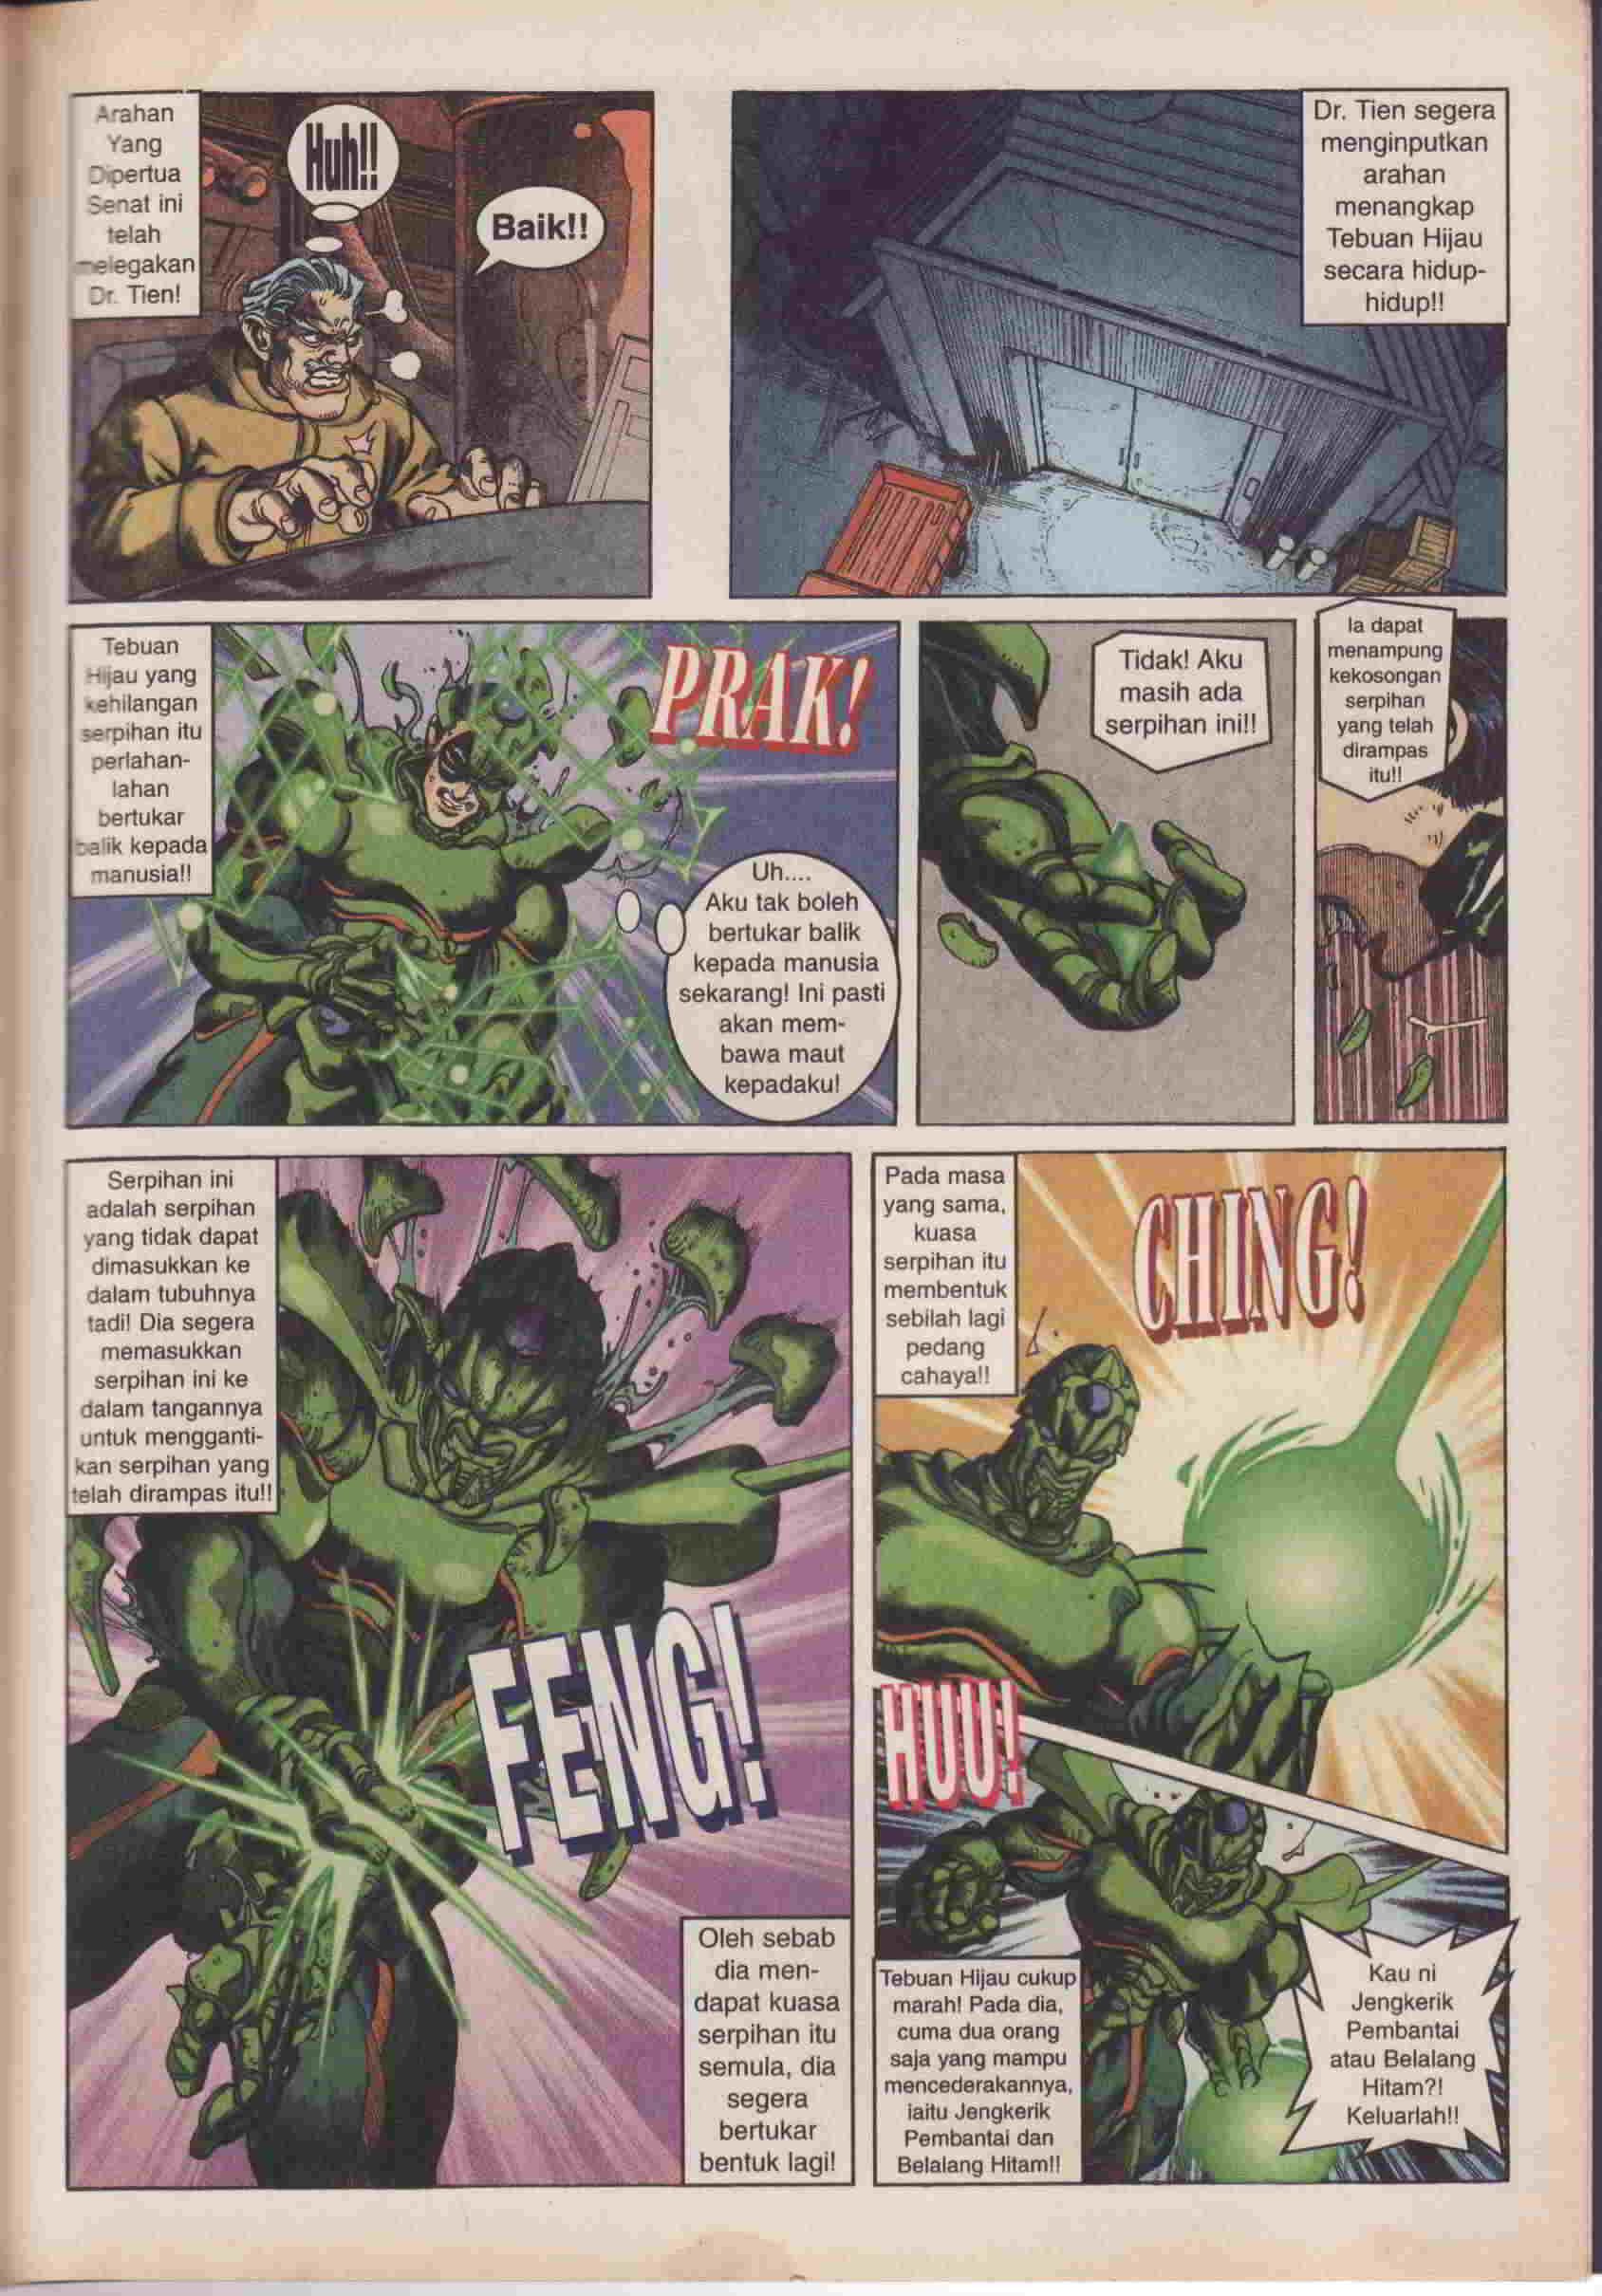 Arahan
Yang
Dipertua
Senat ini
telah
melegakan
Dr. Tien!
Huh!!
Baik!!
Dr. Tien segera
menginputkan
arahan
menangkap
Tebuan Hijau
secara hidup-
hidup!!
Tebuan
Hijau yang
kehilangan
serpihan itu
perlahan-
lahan
bertukar
balik kepada
manusia!!
PRAK!
Uh....
Aku tak boleh
bertukar balik
kepada manusia
sekarang! Ini pasti
akan mem-
bawa maut
kepadaku!
Tidak! Aku
masih ada
serpihan ini!!
Ia dapat
menampung
kekosongan
serpihan
yang telah
dirampas
itu!!
Serpihan ini
adalah serpihan
yang tidak dapat
dimasukkan ke
dalam tubuhnya
tadi! Dia segera
memasukkan
serpihan ini ke
dalam tangannya
untuk mengganti-
kan serpihan yang
telah dirampas itu!!
FENG!
Oleh sebab
dia men-
dapat kuasa
serpihan itu
semula, dia
segera
bertukar
bentuk lagi!
Pada masa
yang sama,
kuasa
serpihan itu
membentuk
sebilah lagi
pedang
cahaya!!
CHING!
HUU!
Tebuan Hijau cukup
marah! Pada dia,
cuma dua orang
saja yang mampu
mencederakannya,
iaitu Jengkerik
Pembantai dan
Belalang Hitam!!
Kau ni
Jengkerik
Pembantai
atau Belalang
Hitam?!
Keluarlah!!